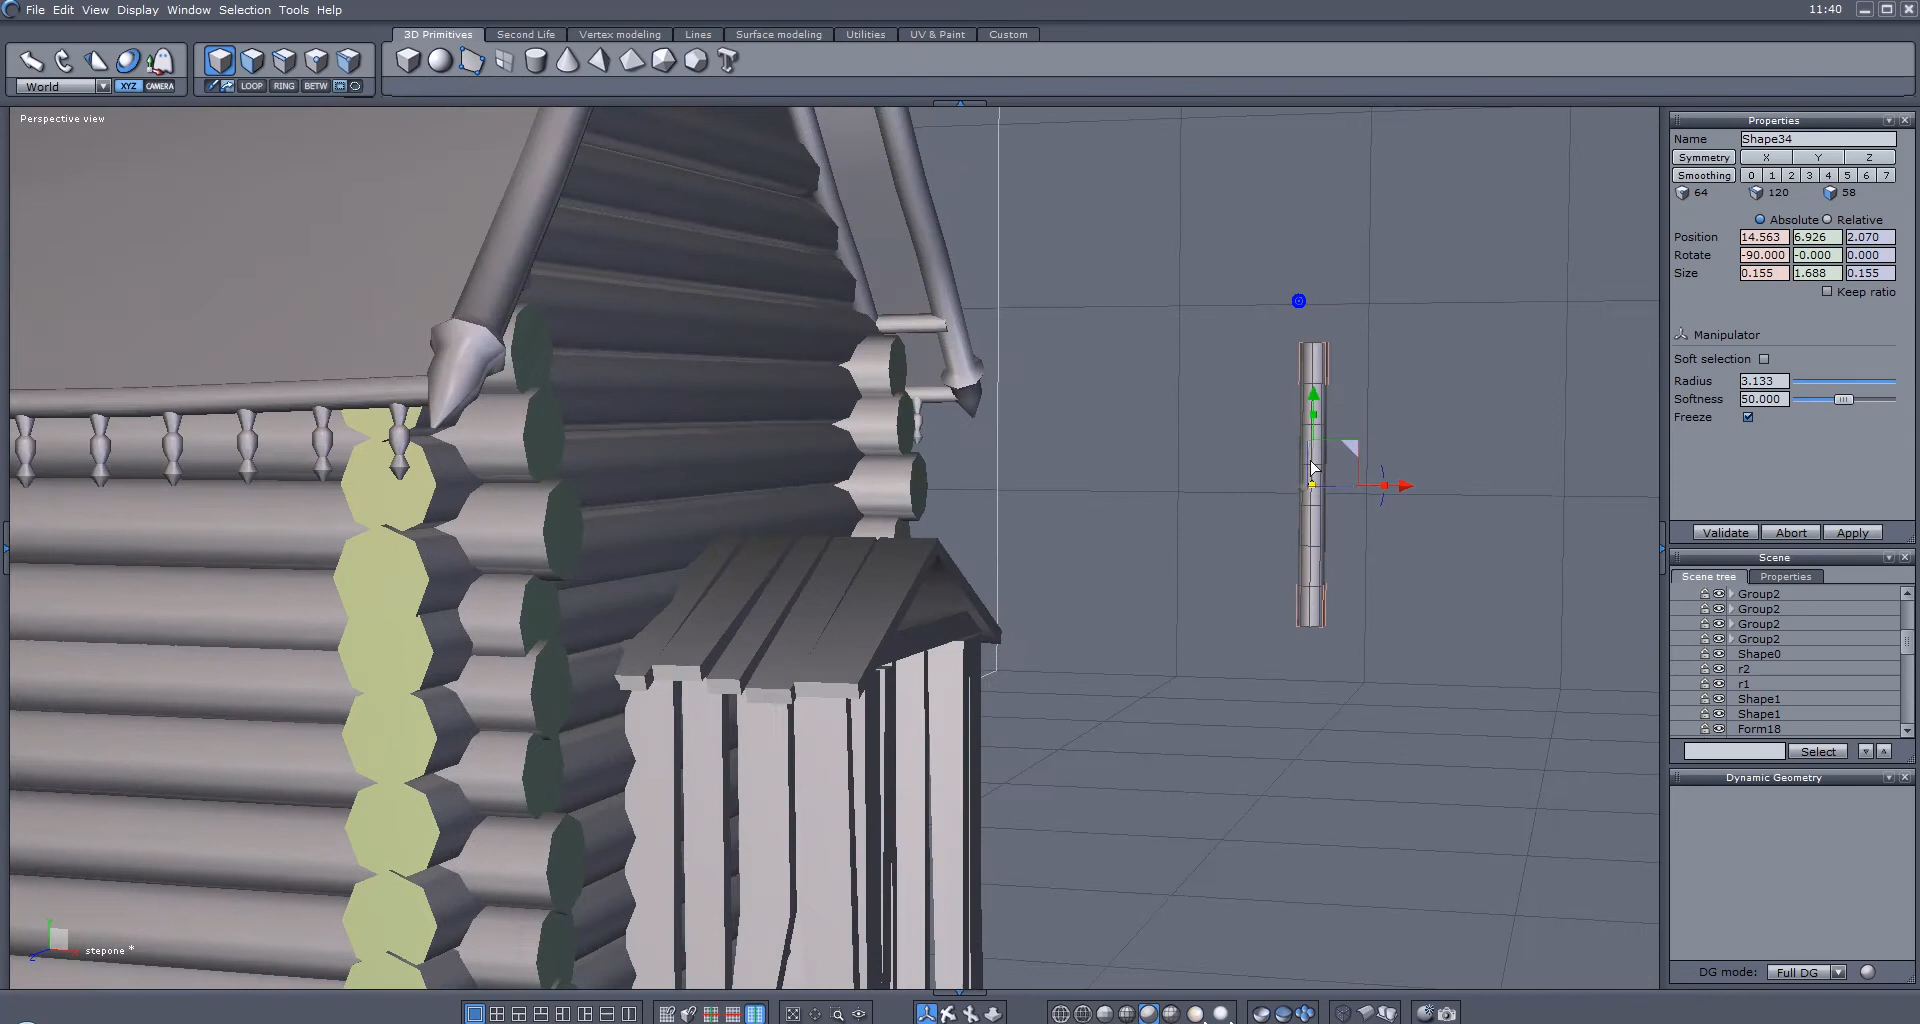 File Edit View Display Window Selection Tools Help 11:40
3D Primitives Second Life Vertex modeling Lines Surface modeling Utilities UV & Paint Custom
World XYZ CAMERA LOOP RING BETW
Perspective view
Properties
Name Shape34
Symmetry X Y Z
Smoothing 0 1 2 3 4 5 6 7
64 120 58
Absolute Relative
Position 14.563 6.926 2.070
Rotate -90.000 -0.000 0.000
Size 0.155 1.688 0.155
Keep ratio
Manipulator
Soft selection
Radius 3.133
Softness 50.000
Freeze
Validate Abort Apply
Scene
Scene tree Properties
Group2
Group2
Group2
Group2
Shape0
r2
r1
Shape1
Shape1
Form18
Select
Dynamic Geometry
DG mode: Full DG
Y
Z
stepone *